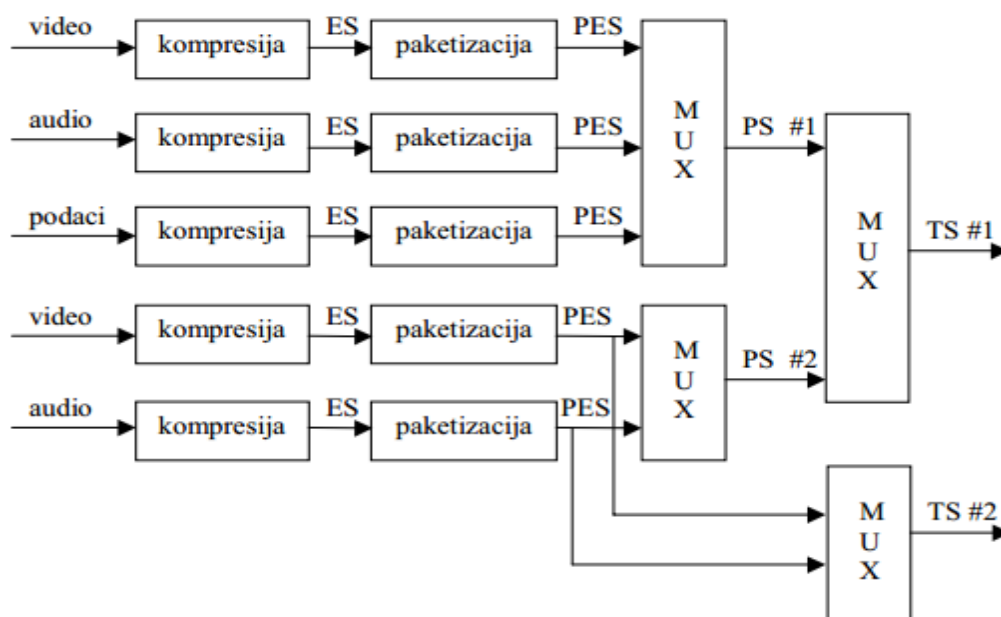 video
kompresija
ES
paketizacija
PES
audio
kompresija
ES
paketizacija
PES
podaci
kompresija
ES
paketizacija
PES
M
U
X
PS #1
video
kompresija
ES
paketizacija
PES
audio
kompresija
ES
paketizacija
PES
M
U
X
PS #2
M
U
X
TS #1
M
U
X
TS #2